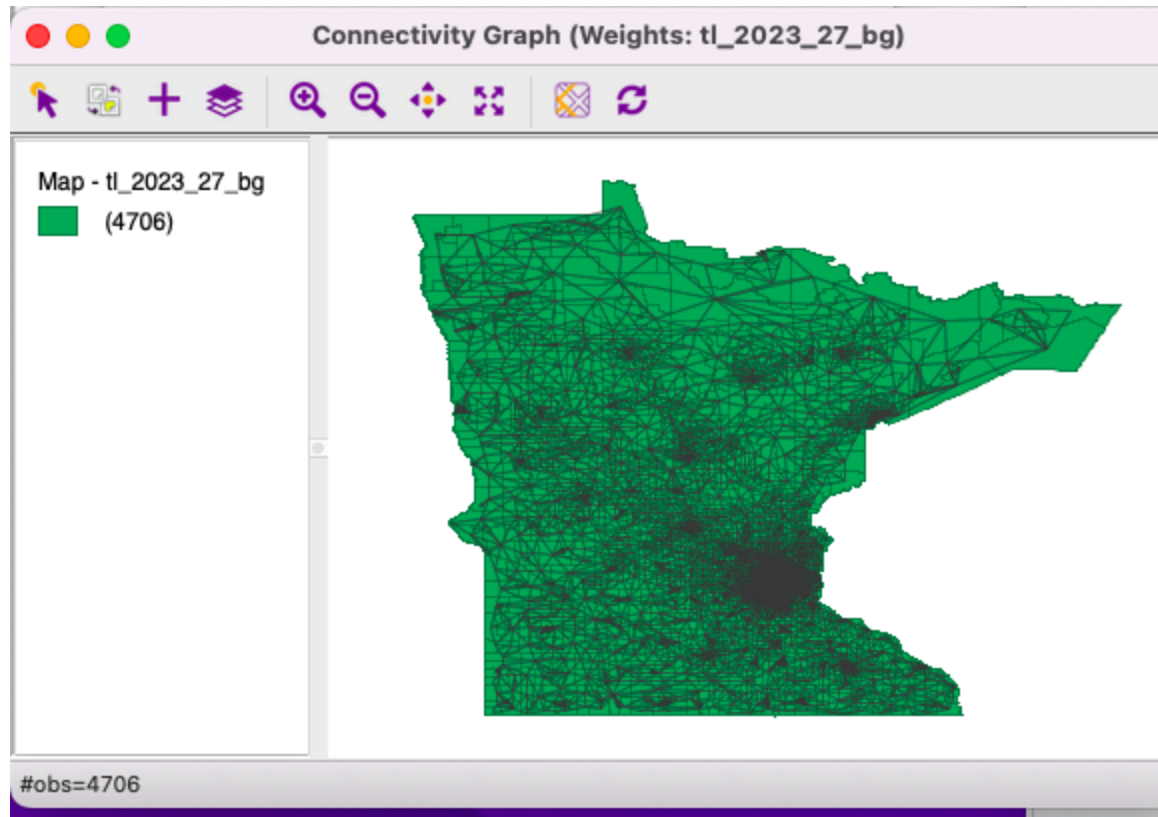 Connectivity Graph (Weights: tl_2023_27_bg)
Map - tl_2023_27_bg
(4706)
#obs=4706